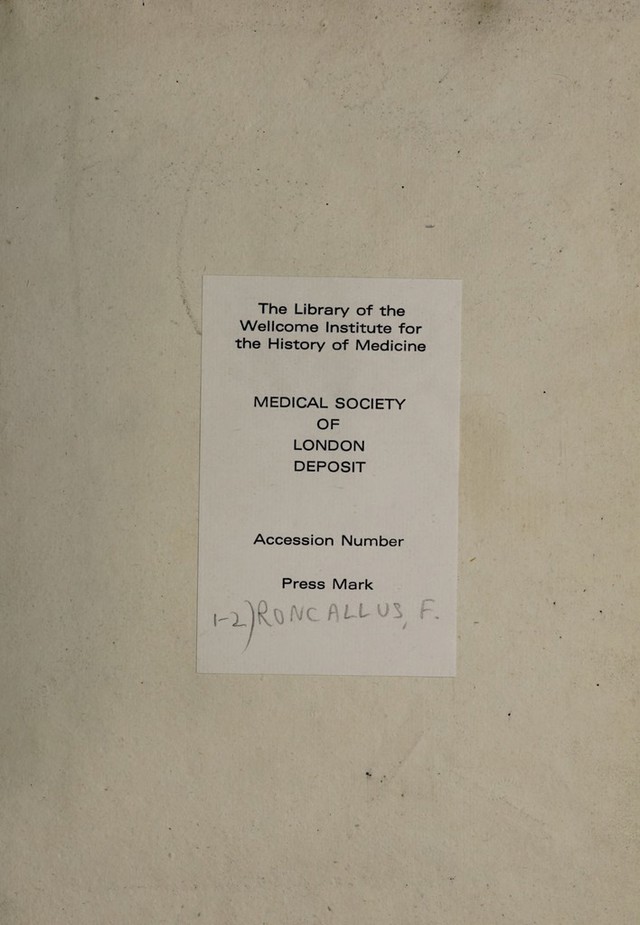 The Library of the
Wellcome Institute for
the History of Medicine
MEDICAL SOCIETY
OF
LONDON
DEPOSIT
Accession Number
Press Mark
1-2) RONCALLUS, F.